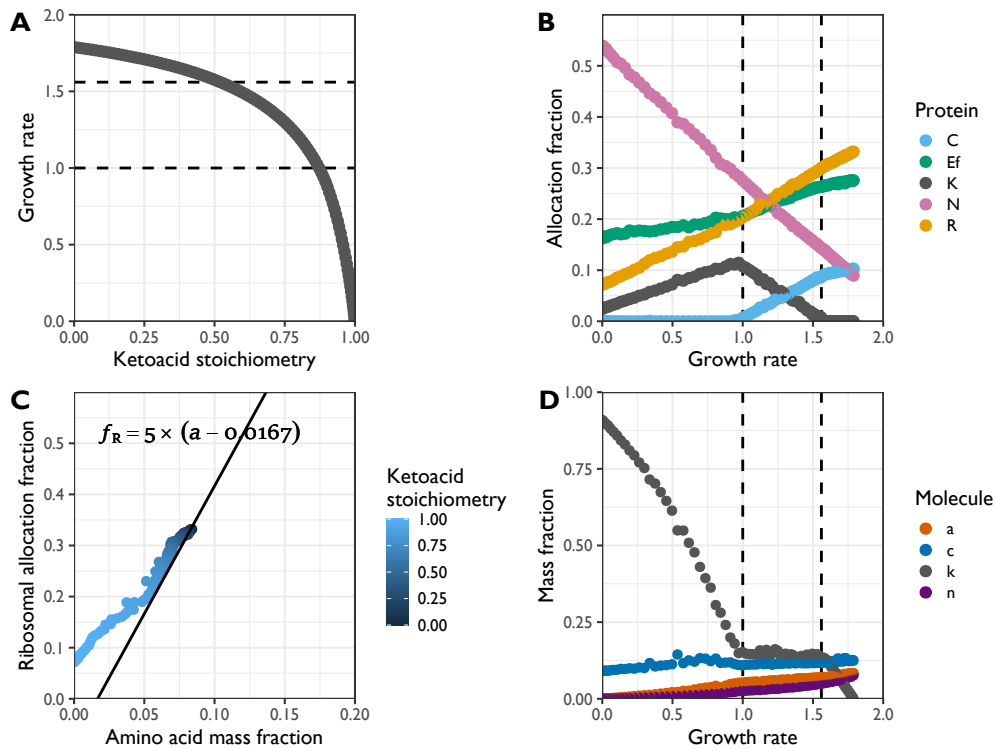 A
2.0
1.5
1.0
0.5
0.0
Growth rate
0.00
0.25
0.50
0.75
1.00
Ketoacid stoichiometry
B
0.5
0.4
0.3
0.2
0.1
0.0
Allocation fraction
0.0
0.5
1.0
1.5
2.0
Growth rate
Protein
C
Ef
K
N
R
C
f_R = 5 × (a − 0.0167)
0.5
0.4
0.3
0.2
0.1
0.0
Ribosomal allocation fraction
0.00
0.05
0.10
0.15
0.20
Amino acid mass fraction
Ketoacid
stoichiometry
1.00
0.75
0.50
0.25
0.00
D
1.00
0.75
0.50
0.25
0.00
Mass fraction
0.0
0.5
1.0
1.5
2.0
Growth rate
Molecule
a
c
k
n